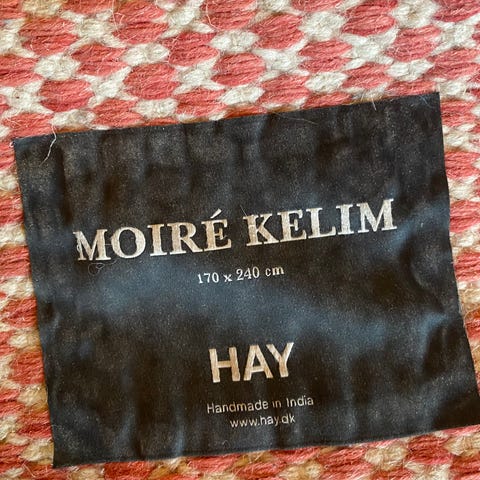 MOIRÉ KELIM
170 x 240 cm
HAY
Handmade in India
www.hay.dk